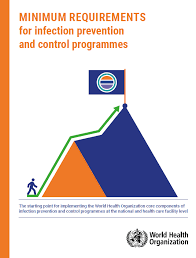 MINIMUM REQUIREMENTS
for infection prevention
and control programmes
The starting point for implementing the World Health Organization core components of
infection prevention and control programmes at the national and health care facility level
World Health
Organization